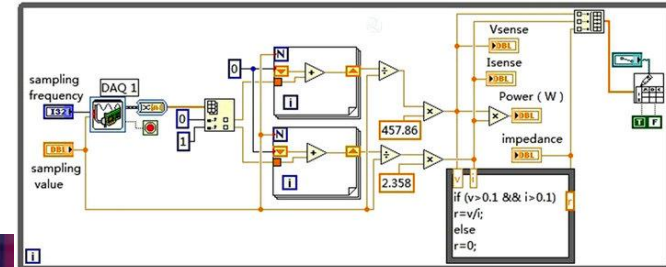 Vsense
DBL
Isense
DBL
Power ( W )
DBL
impedance
DBL
sampling
frequency
I32
DAQ 1
sampling
value
DBL
0
1
0
N
i
N
i
457.86
2.358
V
i
r
if (v>0.1 && i>0.1)
r=v/i;
else
r=0;
T F
i